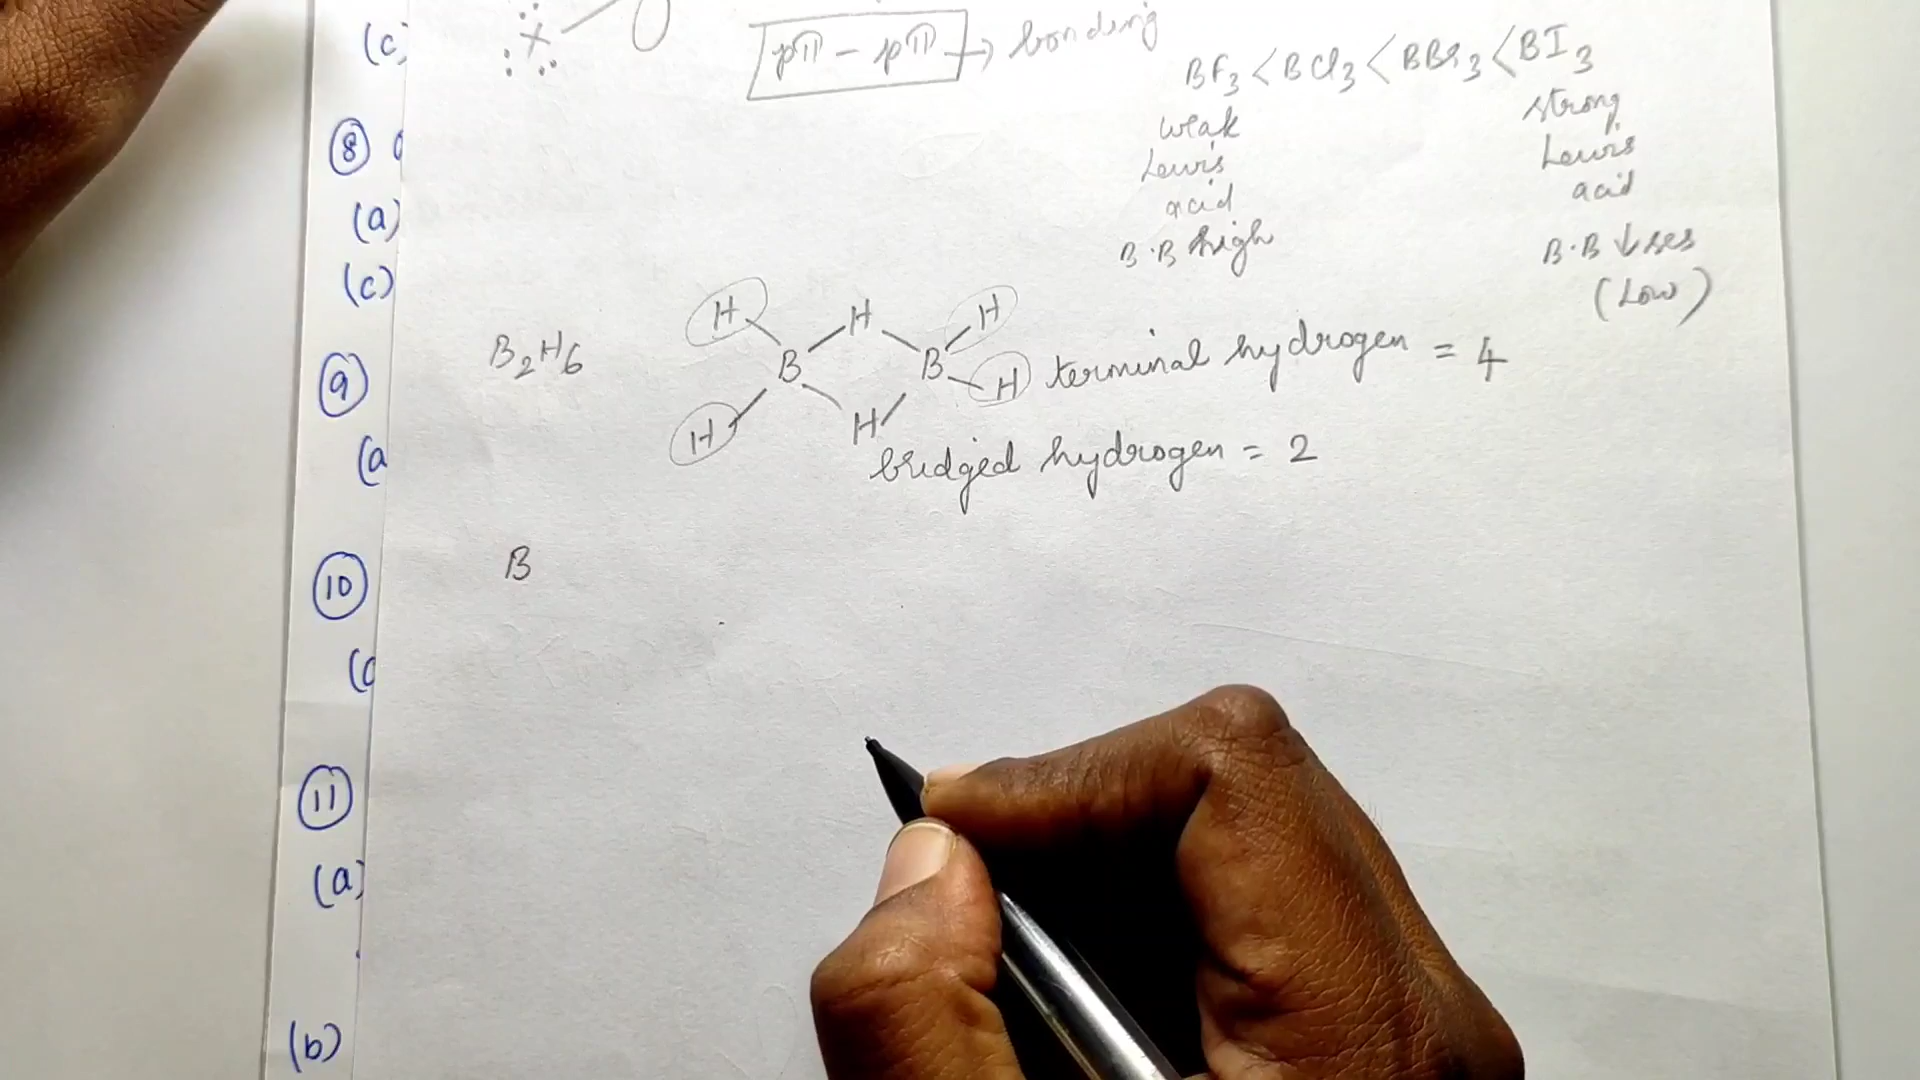 (c)
pπ – pπ → bonding
BF3 < BCl3 < BBr3 < BI3
weak
Lewis
acid
B.B high
strong
Lewis
acid
B.B ↓ses
(Low)
8
(a)
(c)
9
(a
B2H6
H H H
B B
H H H
terminal hydrogen = 4
bridged hydrogen = 2
10
B
11
(a)
(b)